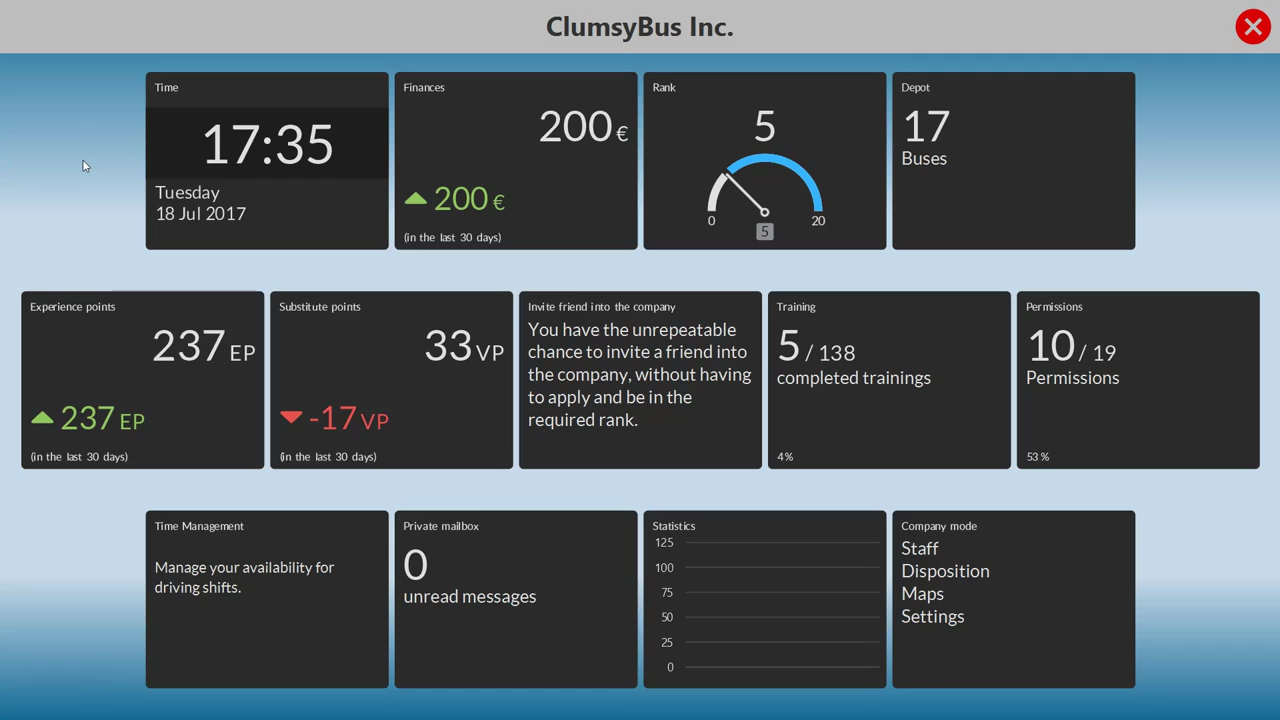 ClumsyBus Inc.
Time
17:35
Tuesday
18 Jul 2017
Finances
200 €
200 €
(in the last 30 days)
Rank
5
0
20
5
Depot
17
Buses
Experience points
237 EP
237 EP
(in the last 30 days)
Substitute points
33 VP
-17 VP
(in the last 30 days)
Invite friend into the company
You have the unrepeatable
chance to invite a friend into
the company, without having
to apply and be in the
required rank.
Training
5 / 138
completed trainings
4%
Permissions
10 / 19
Permissions
53 %
Time Management
Manage your availability for
driving shifts.
Private mailbox
0
unread messages
Statistics
125
100
75
50
25
0
Company mode
Staff
Disposition
Maps
Settings